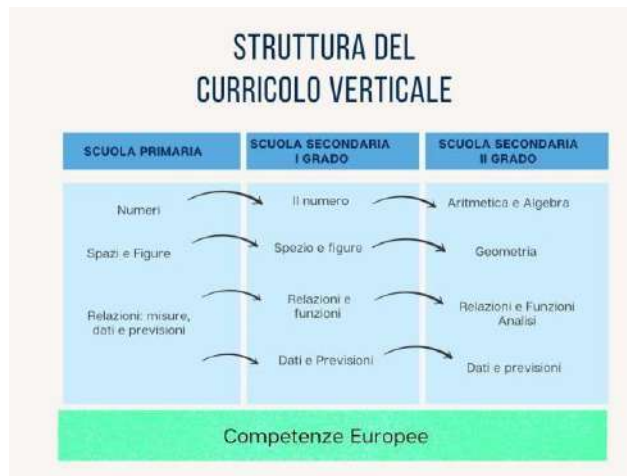 STRUTTURA DEL
CURRICOLO VERTICALE
SCUOLA PRIMARIA
SCUOLA SECONDARIA
I GRADO
SCUOLA SECONDARIA
II GRADO
Numeri
Il numero
Aritmetica e Algebra
Spazi e Figure
Spezio e figure
Geometria
Relazioni: misure,
dati e previsioni
Relazioni e
funzioni
Relazioni e Funzioni
Analisi
Dati e Previsioni
Dati e previsioni
Competenze Europee